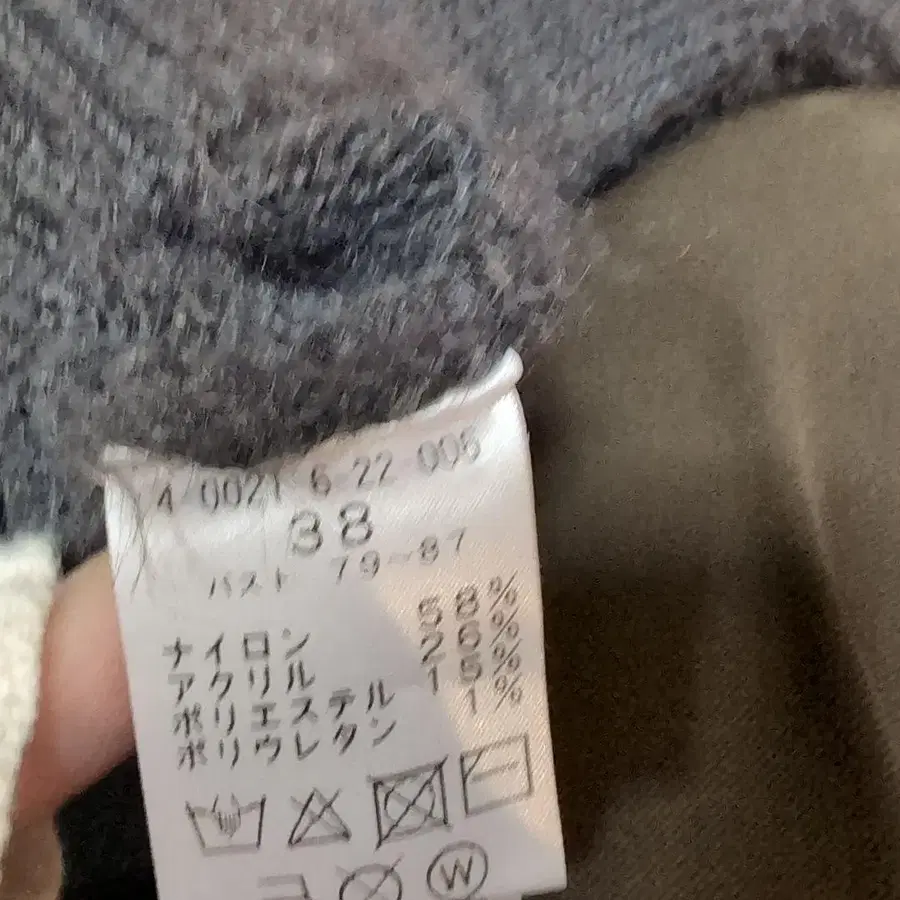 4 0021 6-22-005
38
バスト 79-87
ナイロン 58%
アクリル 26%
ポリエステル 15%
ポリウレタン 1%
W